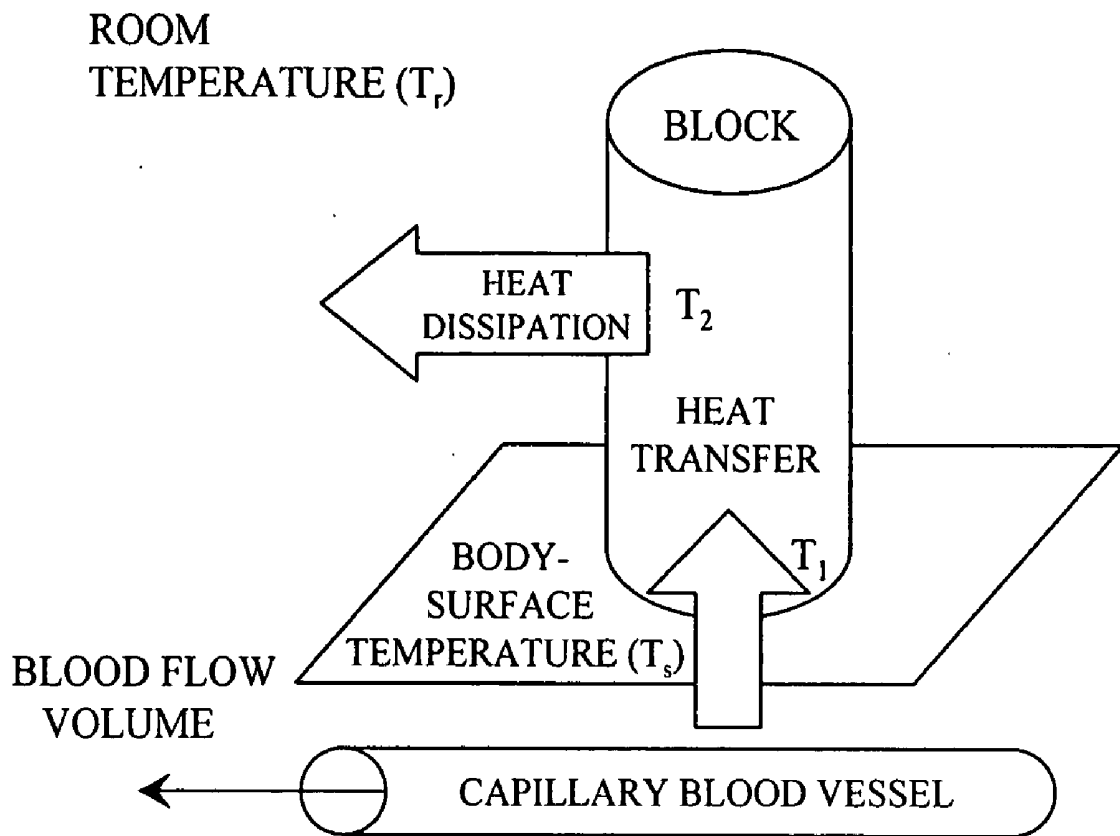 ROOM
TEMPERATURE (Tr)
BLOCK
HEAT
DISSIPATION
T2
HEAT
TRANSFER
T1
BODY-
SURFACE
TEMPERATURE (Ts)
BLOOD FLOW
VOLUME
CAPILLARY BLOOD VESSEL